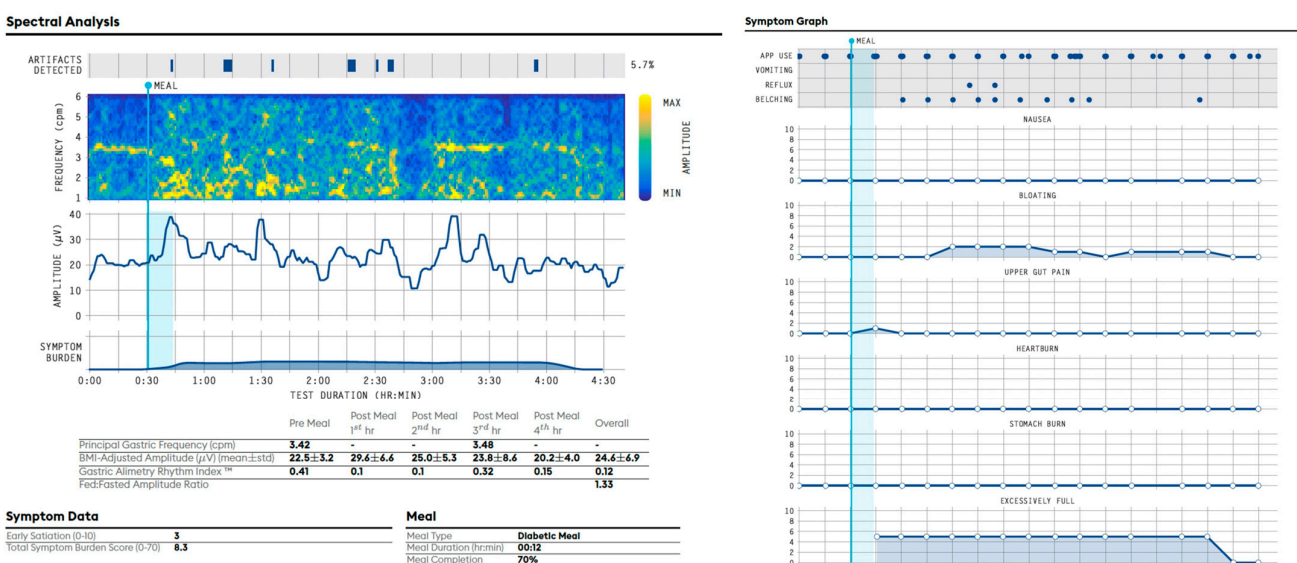 Spectral Analysis
ARTIFACTS
DETECTED
5.7%
MEAL
6
5
4
3
2
1
FREQUENCY (cpm)
MAX
AMPLITUDE
MIN
40
30
20
10
0
AMPLITUDE (µV)
SYMPTOM
BURDEN
0:00 0:30 1:00 1:30 2:00 2:30 3:00 3:30 4:00 4:30
TEST DURATION (HR:MIN)
Pre Meal Post Meal 1st hr Post Meal 2nd hr Post Meal 3rd hr Post Meal 4th hr Overall
Principal Gastric Frequency (cpm) 3.42 - - 3.48 - -
BMI-Adjusted Amplitude (µV) (mean±std) 22.5±3.2 29.6±6.6 25.0±5.3 23.8±8.6 20.2±4.0 24.6±6.9
Gastric Alimetry Rhythm Index ™ 0.41 0.1 0.1 0.32 0.15 0.12
Fed:Fasted Amplitude Ratio 1.33
Symptom Data
Early Satiation (0-10) 3
Total Symptom Burden Score (0-70) 8.3
Meal
Meal Type Diabetic Meal
Meal Duration (hr:min) 00:12
Meal Completion 70%
Symptom Graph
MEAL
APP USE
VOMITING
REFLUX
BELCHING
NAUSEA
10
8
6
4
2
0
BLOATING
10
8
6
4
2
0
UPPER GUT PAIN
10
8
6
4
2
0
HEARTBURN
10
8
6
4
2
0
STOMACH BURN
10
8
6
4
2
0
EXCESSIVELY FULL
10
8
6
4
2
0